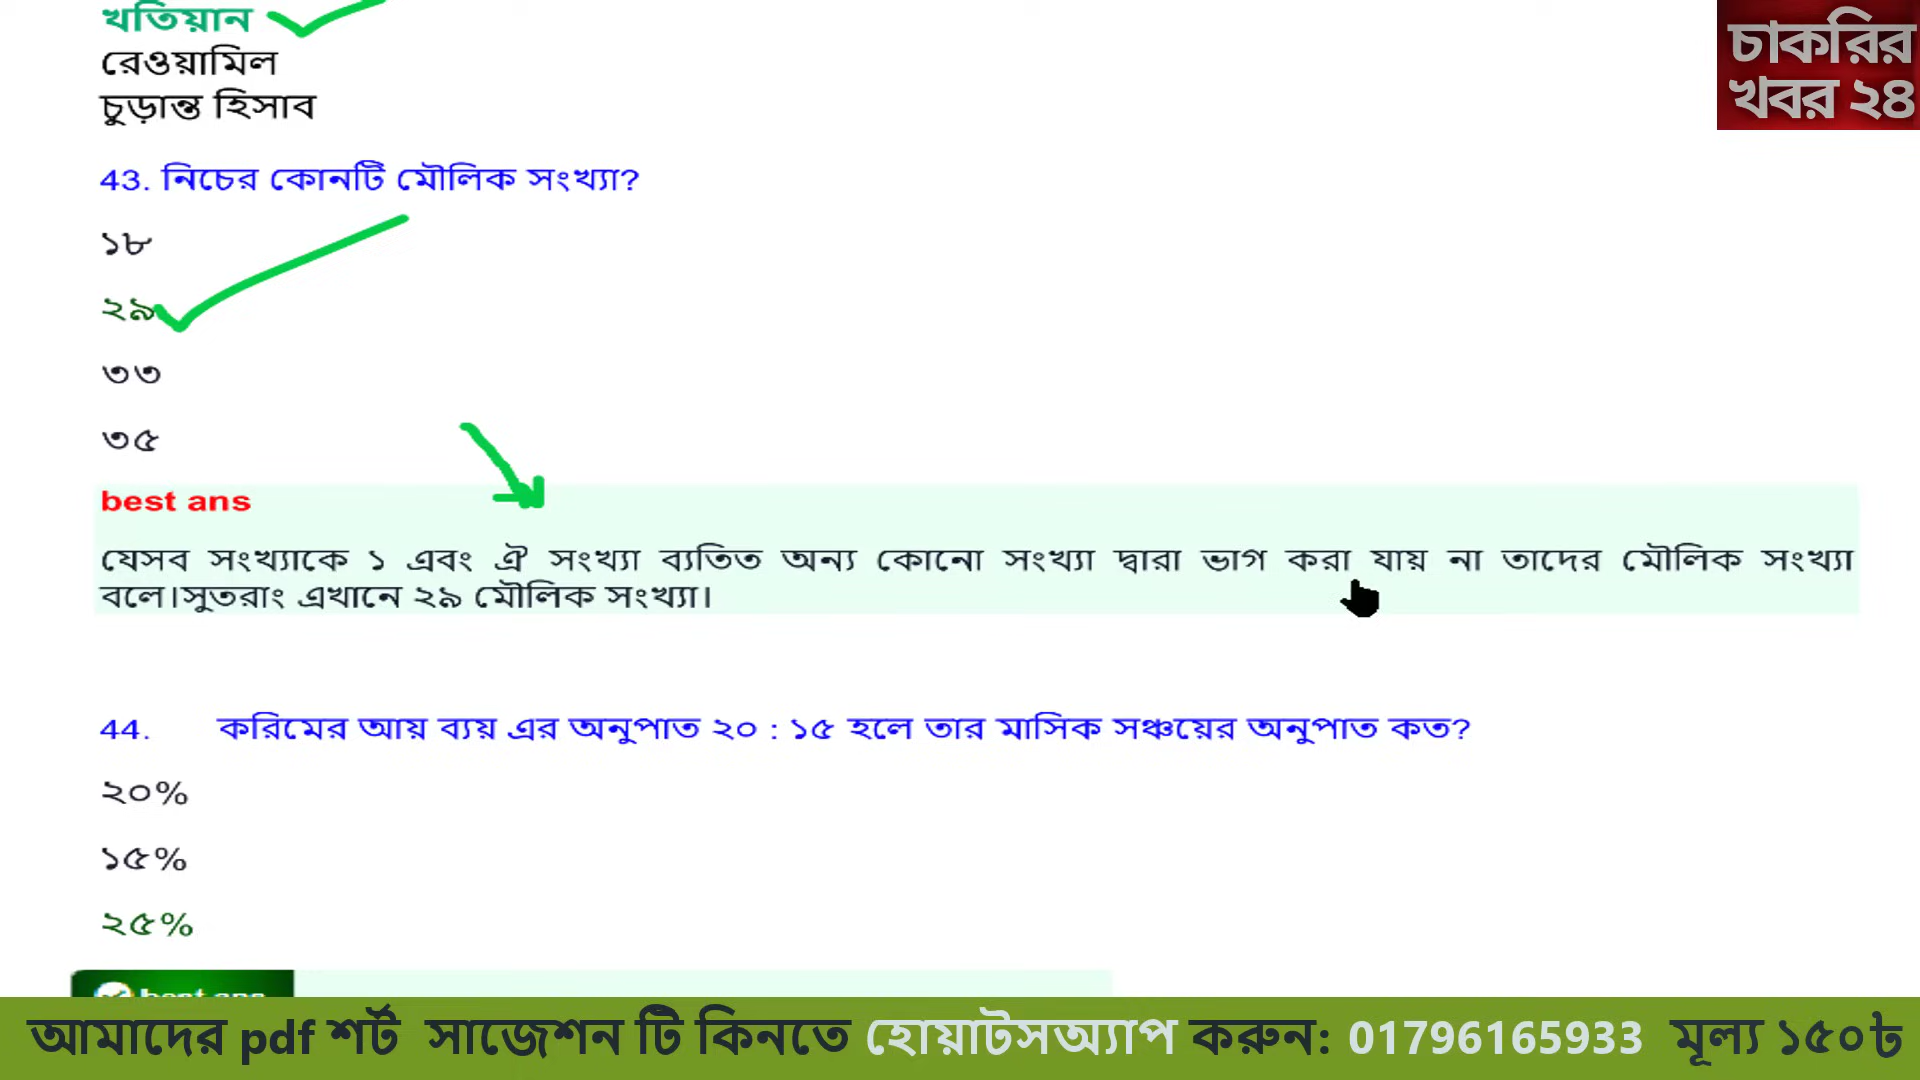 খতিয়ান
রেওয়ামিল
চুড়ান্ত হিসাব
চাকরির
খবর ২৪
43. নিচের কোনটি মৌলিক সংখ্যা?
১৮
২৯
৩৩
৩৫
best ans
যেসব সংখ্যাকে ১ এবং ঐ সংখ্যা ব্যতিত অন্য কোনো সংখ্যা দ্বারা ভাগ করা যায় না তাদের মৌলিক সংখ্যা
বলে।সুতরাং এখানে ২৯ মৌলিক সংখ্যা।
44. করিমের আয় ব্যয় এর অনুপাত ২০ : ১৫ হলে তার মাসিক সঞ্চয়ের অনুপাত কত?
২০%
১৫%
২৫%
best ans
আমাদের pdf শর্ট সাজেশন টি কিনতে হোয়াটসঅ্যাপ করুন: 01796165933 মূল্য ১৫০৳